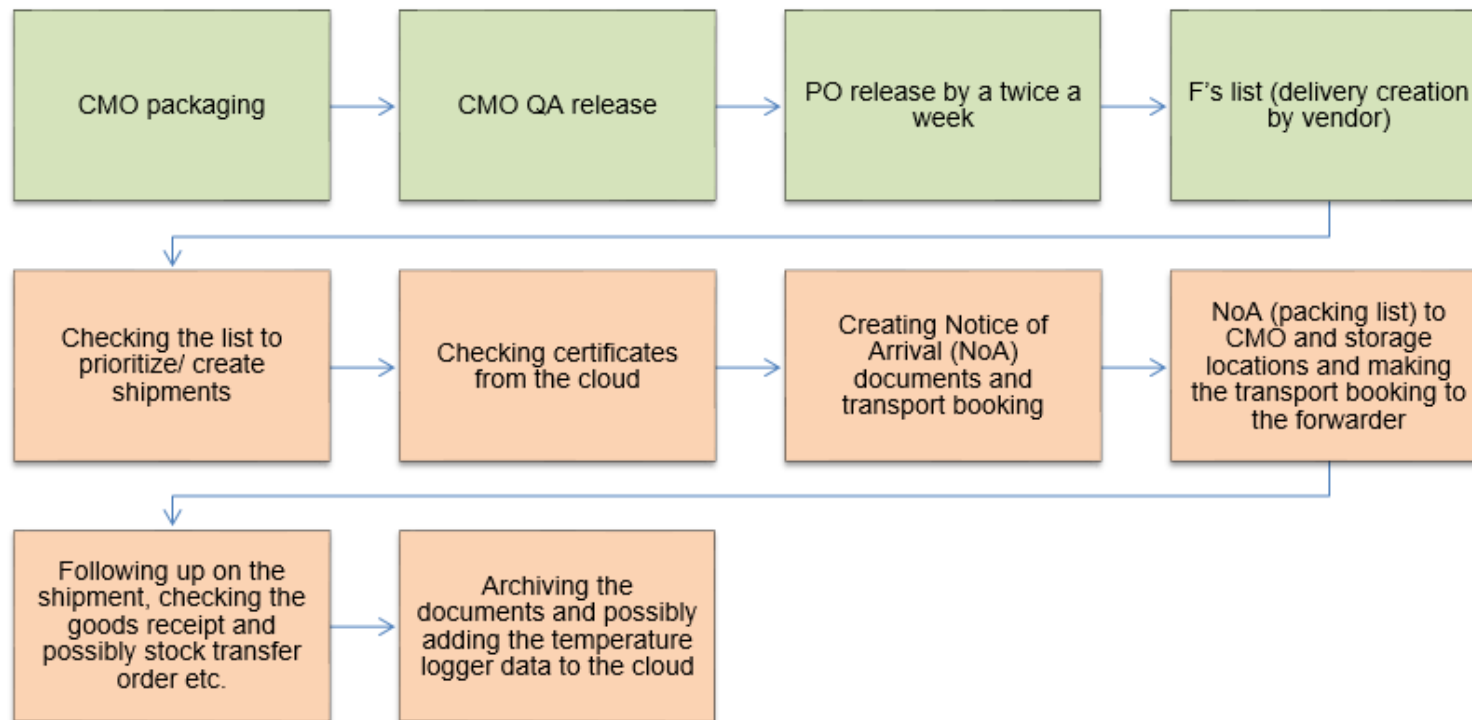 CMO packaging
CMO QA release
PO release by a twice a
week
F's list (delivery creation
by vendor)
Checking the list to
prioritize/ create
shipments
Checking certificates
from the cloud
Creating Notice of
Arrival (NoA)
documents and
transport booking
NoA (packing list) to
CMO and storage
locations and making
the transport booking to
the forwarder
Following up on the
shipment, checking the
goods receipt and
possibly stock transfer
order etc.
Archiving the
documents and possibly
adding the temperature
logger data to the cloud